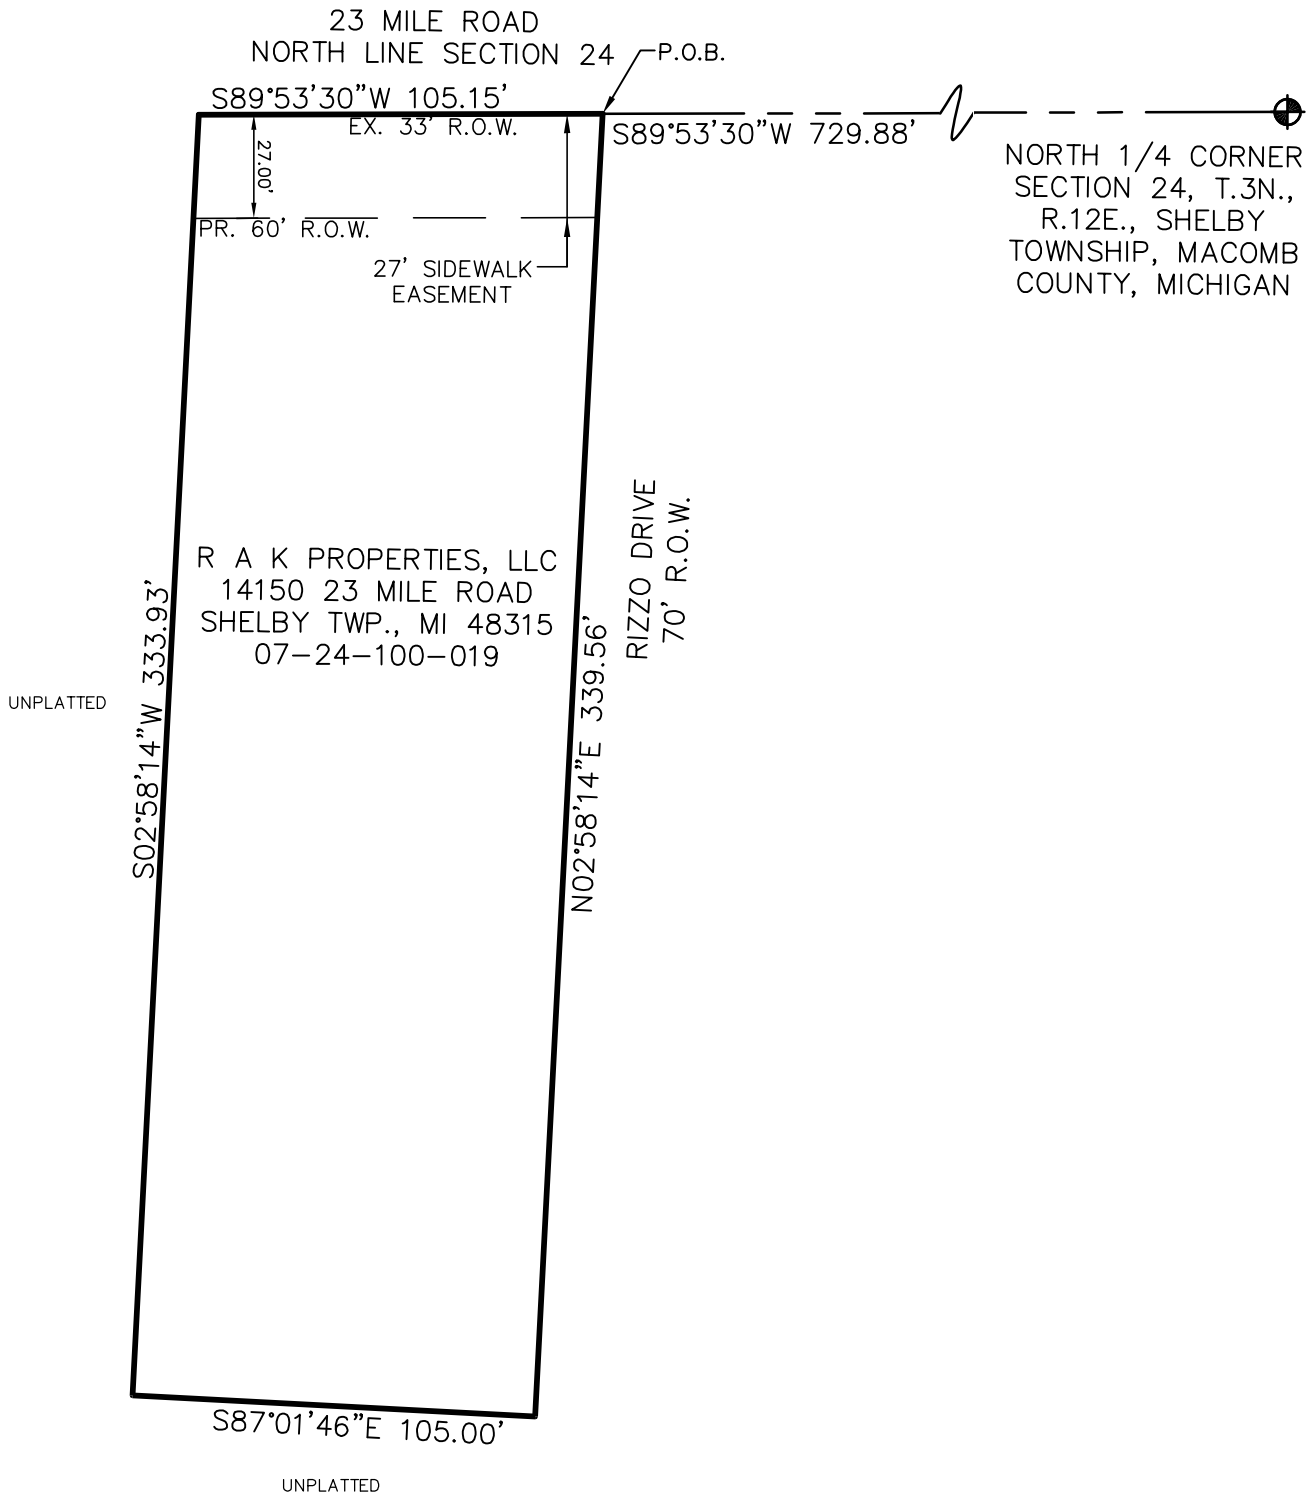 23 MILE ROAD
NORTH LINE SECTION 24
P.O.B.
S89°53'30"W 105.15'
EX. 33' R.O.W.
S89°53'30"W 729.88'
NORTH 1/4 CORNER
SECTION 24, T.3N.,
R.12E., SHELBY
TOWNSHIP, MACOMB
COUNTY, MICHIGAN
27.00'
PR. 60' R.O.W.
27' SIDEWALK
EASEMENT
RIZZO DRIVE
70' R.O.W.
R A K PROPERTIES, LLC
14150 23 MILE ROAD
SHELBY TWP., MI 48315
07-24-100-019
S02°58'14"W 333.93'
N02°58'14"E 339.56'
UNPLATTED
S87°01'46"E 105.00'
UNPLATTED